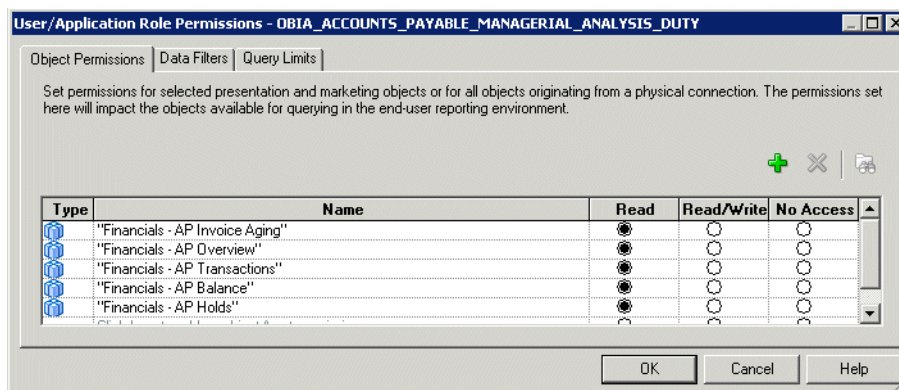 User/Application Role Permissions - OBIA_ACCOUNTS_PAYABLE_MANAGERIAL_ANALYSIS_DUTY
Object Permissions Data Filters Query Limits
Set permissions for selected presentation and marketing objects or for all objects originating from a physical connection. The permissions set
here will impact the objects available for querying in the end-user reporting environment.
Type Name Read Read/Write No Access
"Financials - AP Invoice Aging"
"Financials - AP Overview"
"Financials - AP Transactions"
"Financials - AP Balance"
"Financials - AP Holds"
OK Cancel Help